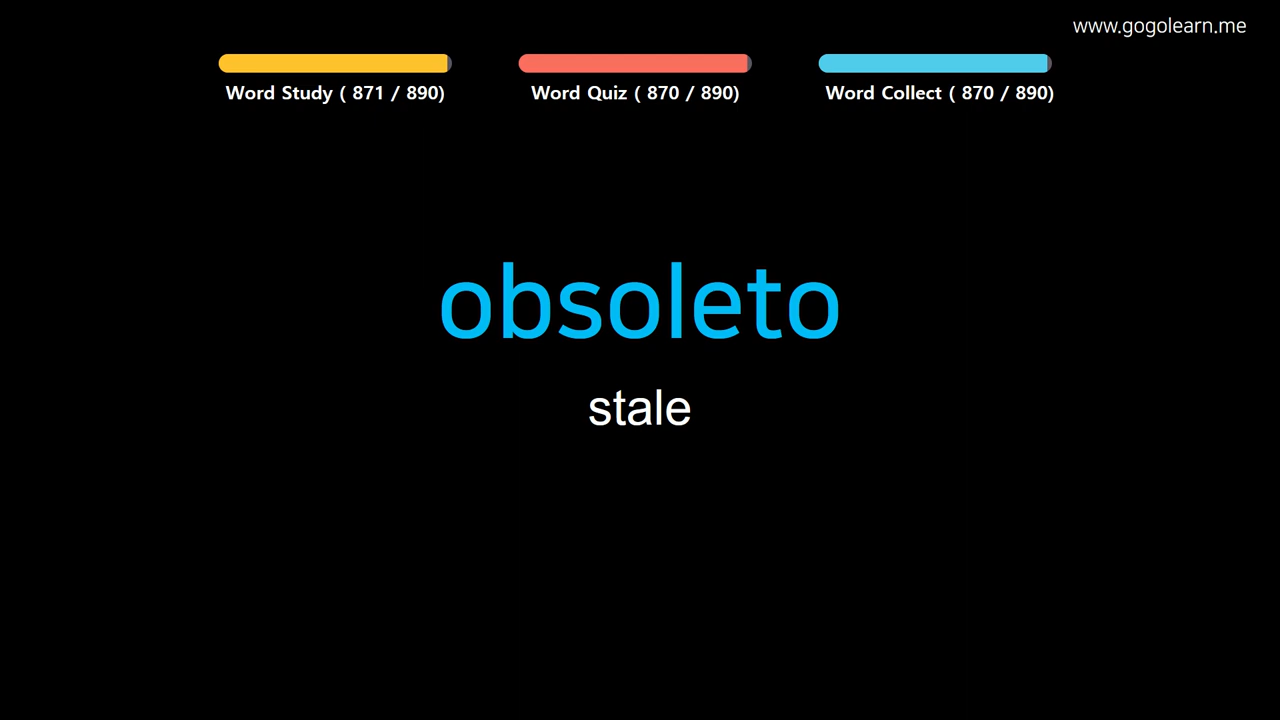 www.gogolearn.me
Word Study ( 871 / 890)
Word Quiz ( 870 / 890)
Word Collect ( 870 / 890)
obsoleto
stale